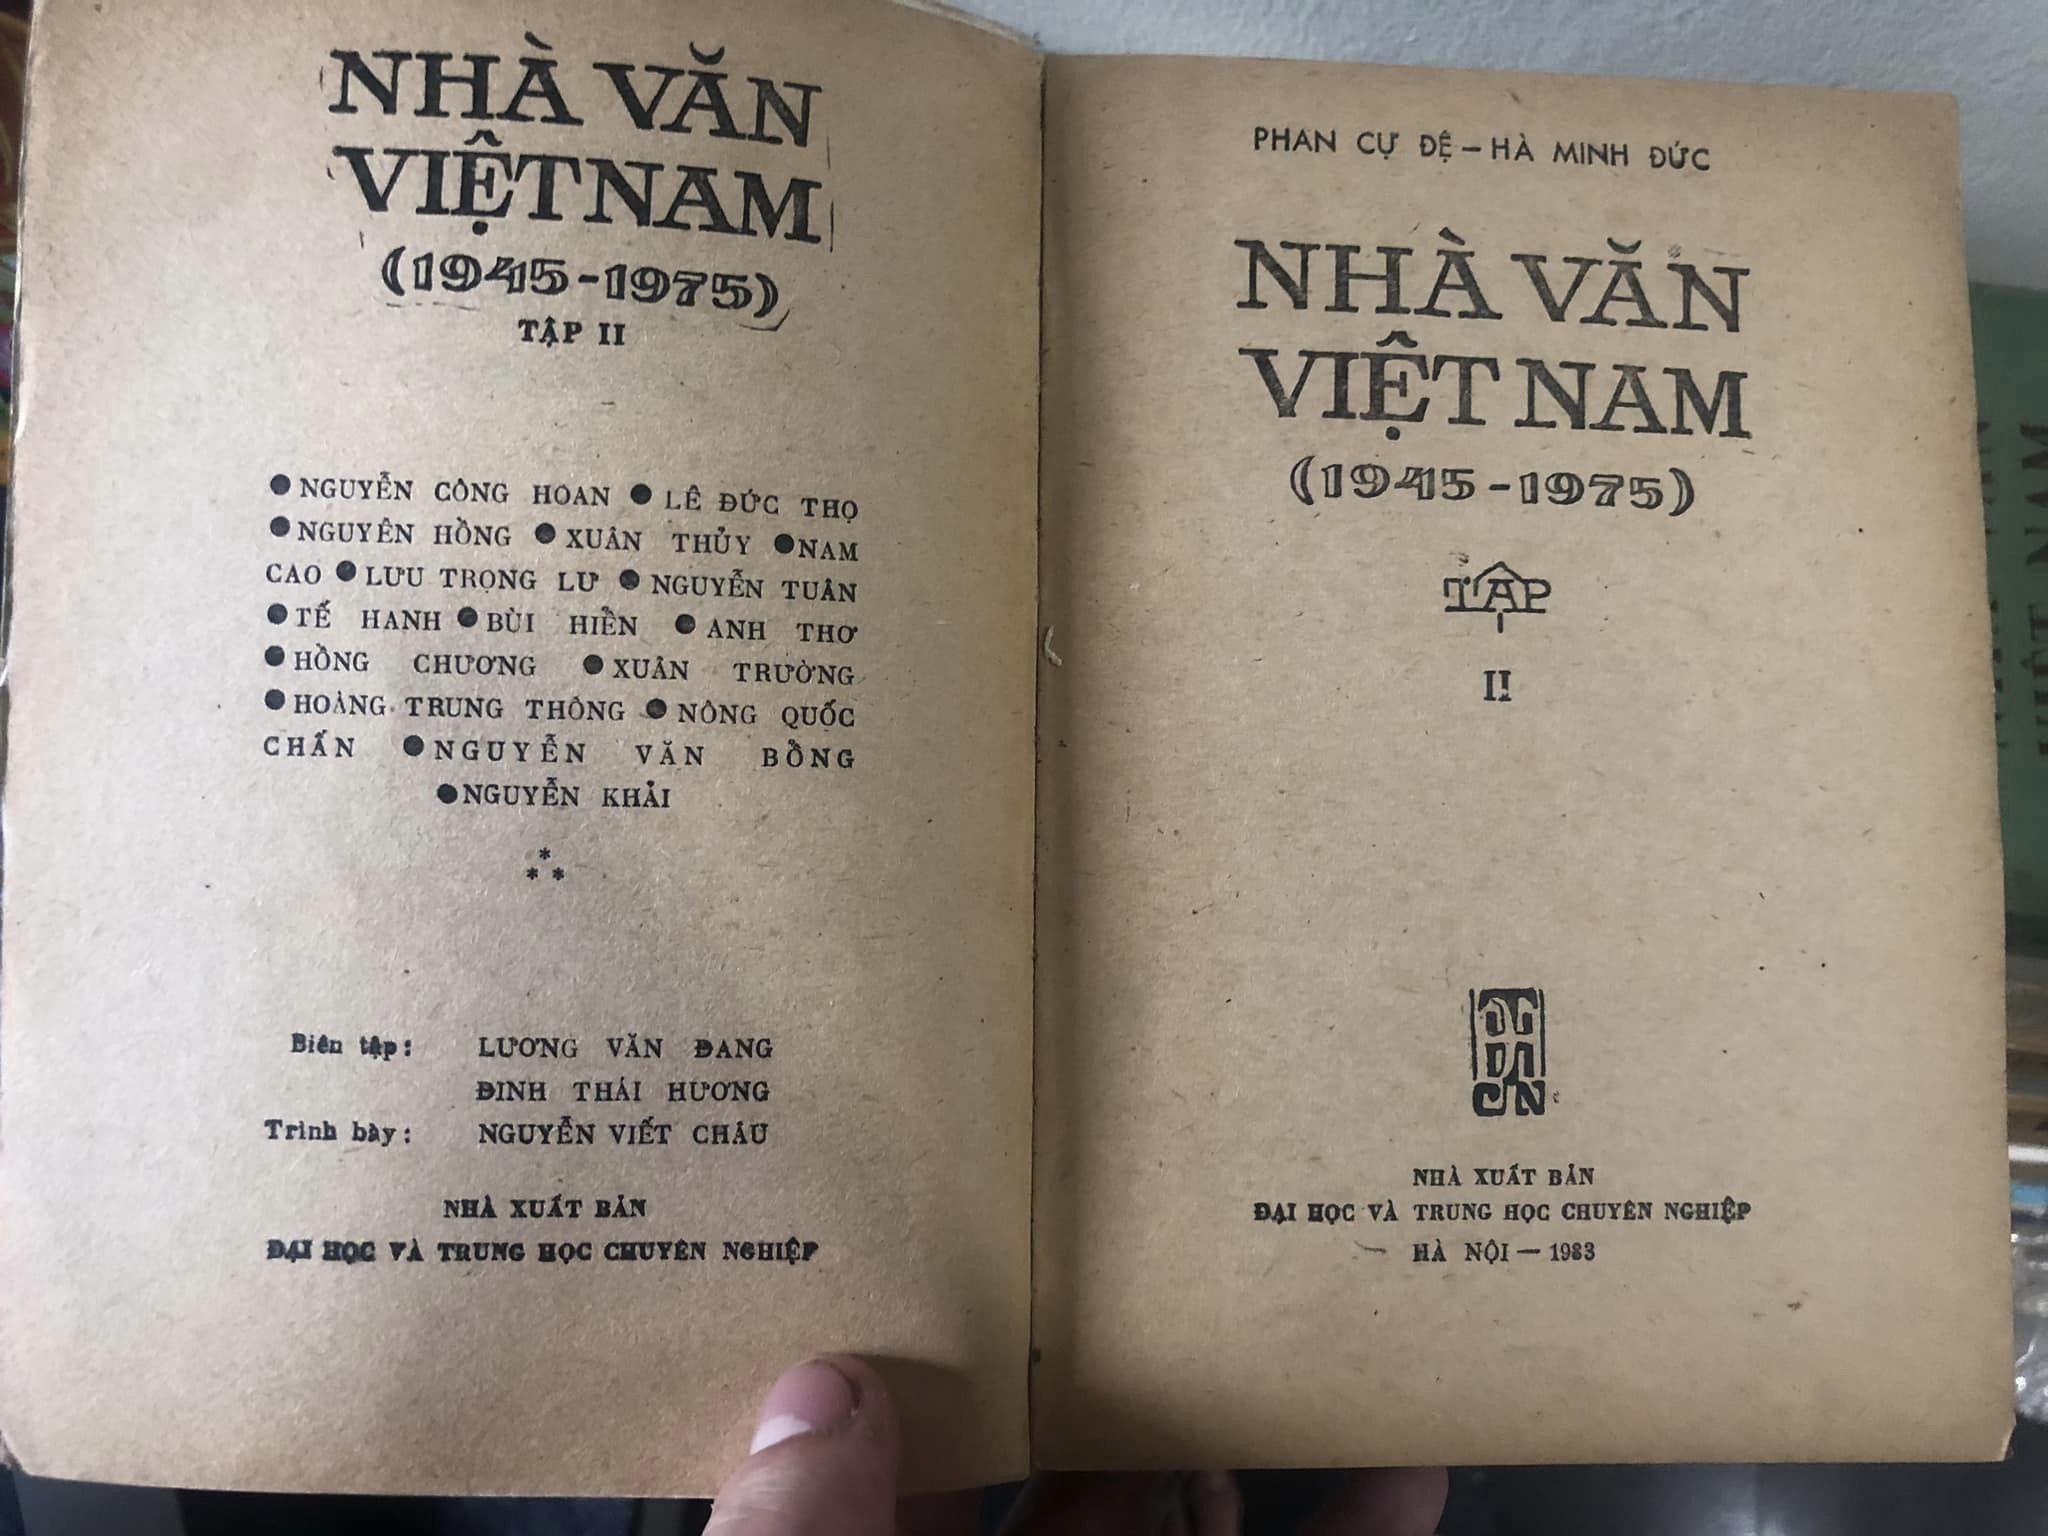 NHÀ VĂN
VIỆT NAM
(1945-1975)
TẬP II
● NGUYỄN CÔNG HOAN ● LÊ ĐỨC THỌ
● NGUYÊN HỒNG ● XUÂN THỦY ● NAM
CAO ● LƯU TRỌNG LƯ ● NGUYỄN TUÂN
● TẾ HANH ● BÙI HIỂN ● ANH THƠ
● HỒNG CHƯƠNG ● XUÂN TRƯỜNG
● HOÀNG TRUNG THÔNG ● NÔNG QUỐC
CHẤN ● NGUYỄN VĂN BỔNG
● NGUYỄN KHẢI
* * *
Biên tập: LƯƠNG VĂN ĐANG
ĐINH THÁI HƯƠNG
Trình bày: NGUYỄN VIẾT CHÂU
NHÀ XUẤT BẢN
ĐẠI HỌC VÀ TRUNG HỌC CHUYÊN NGHIỆP
PHAN CỰ ĐỆ – HÀ MINH ĐỨC
NHÀ VĂN
VIỆT NAM
(1945-1975)
TẬP
II
NHÀ XUẤT BẢN
ĐẠI HỌC VÀ TRUNG HỌC CHUYÊN NGHIỆP
HÀ NỘI — 1983
VIỆT NAM